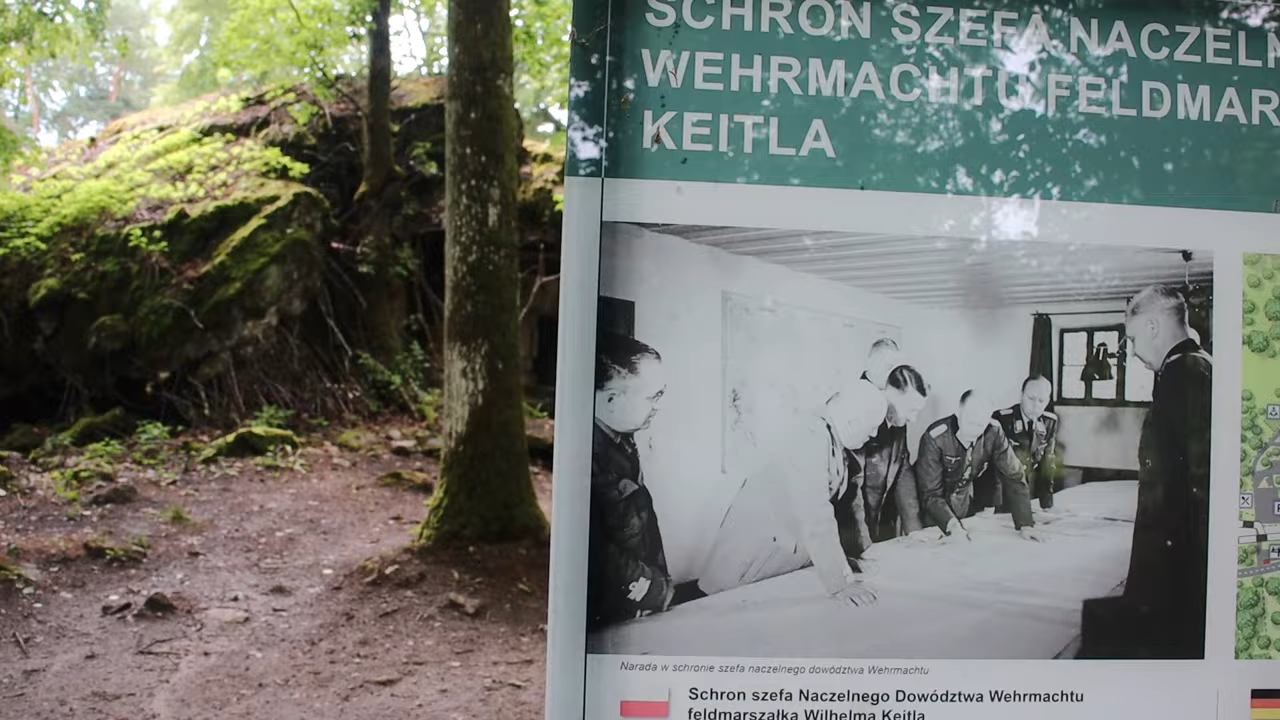 SCHRON SZEFA NACZELN
WEHRMACHTU FELDMAR
KEITLA
Narada w schronie szefa naczelnego dowództwa Wehrmachtu
Schron szefa Naczelnego Dowództwa Wehrmachtu
feldmarszałka Wilhelma Keitla